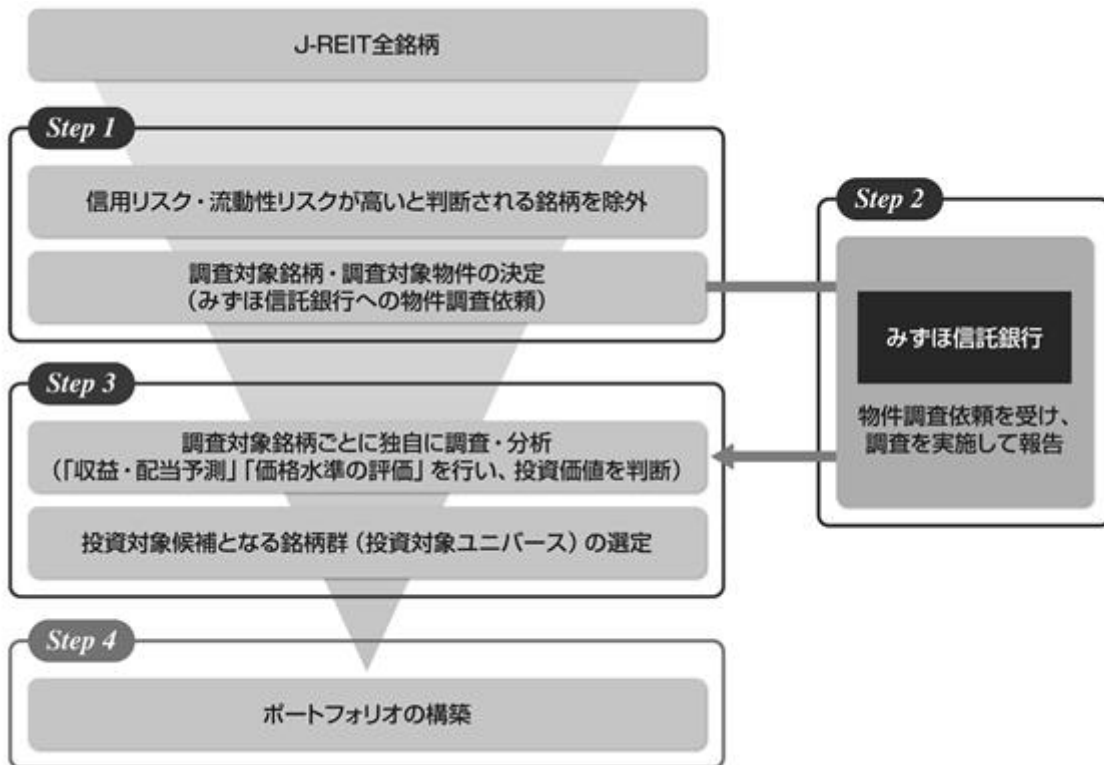 J-REIT全銘柄
Step 1
信用リスク・流動性リスクが高いと判断される銘柄を除外
調査対象銘柄・調査対象物件の決定
（みずほ信託銀行への物件調査依頼）
Step 2
みずほ信託銀行
物件調査依頼を受け、
調査を実施して報告
Step 3
調査対象銘柄ごとに独自に調査・分析
（「収益・配当予測」「価格水準の評価」を行い、投資価値を判断）
投資対象候補となる銘柄群（投資対象ユニバース）の選定
Step 4
ポートフォリオの構築